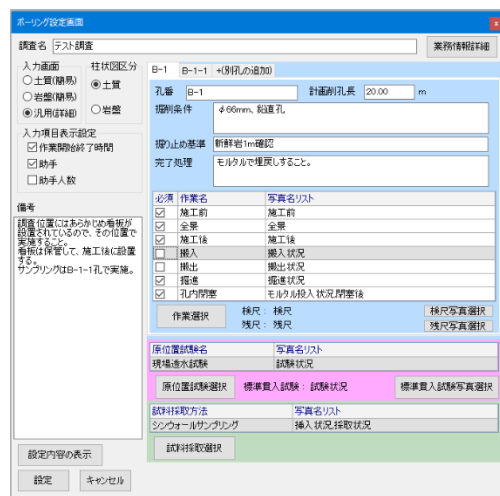 ボーリング設定画面
調査名 テスト調査 業務情報詳細
入力画面
土質(簡易)
岩盤(簡易)
汎用(詳細)
柱状図区分
土質
岩盤
入力項目表示設定
作業開始終了時間
助手
助手人数
備考
調査位置にはあらかじめ看板が
設置されているので、その位置で
実施すること。
看板は保管して、施工後に設置
する。
サンプリングはB-1-1孔で実施。
設定内容の表示
設定 キャンセル
B-1 B-1-1 +(別孔の追加)
孔番 B-1 計画削孔長 20.00 m
掘削条件 φ66mm、鉛直孔
掘り止め基準 新鮮岩1m確認
完了処理 モルタルで埋戻しすること。
必須 作業名 写真名リスト
施工前 施工前
全景 全景
施工後 施工後
搬入 搬入状況
搬出 搬出状況
掘進 掘進状況
孔内閉塞 モルタル投入状況,閉塞後
作業選択 検尺: 検尺 検尺写真選択
残尺: 残尺 残尺写真選択
原位置試験名 写真名リスト
現場透水試験 試験状況
原位置試験選択 標準貫入試験: 試験状況 標準貫入試験写真選択
試料採取方法 写真名リスト
シンウォールサンプリング 挿入状況,採取状況
試料採取選択